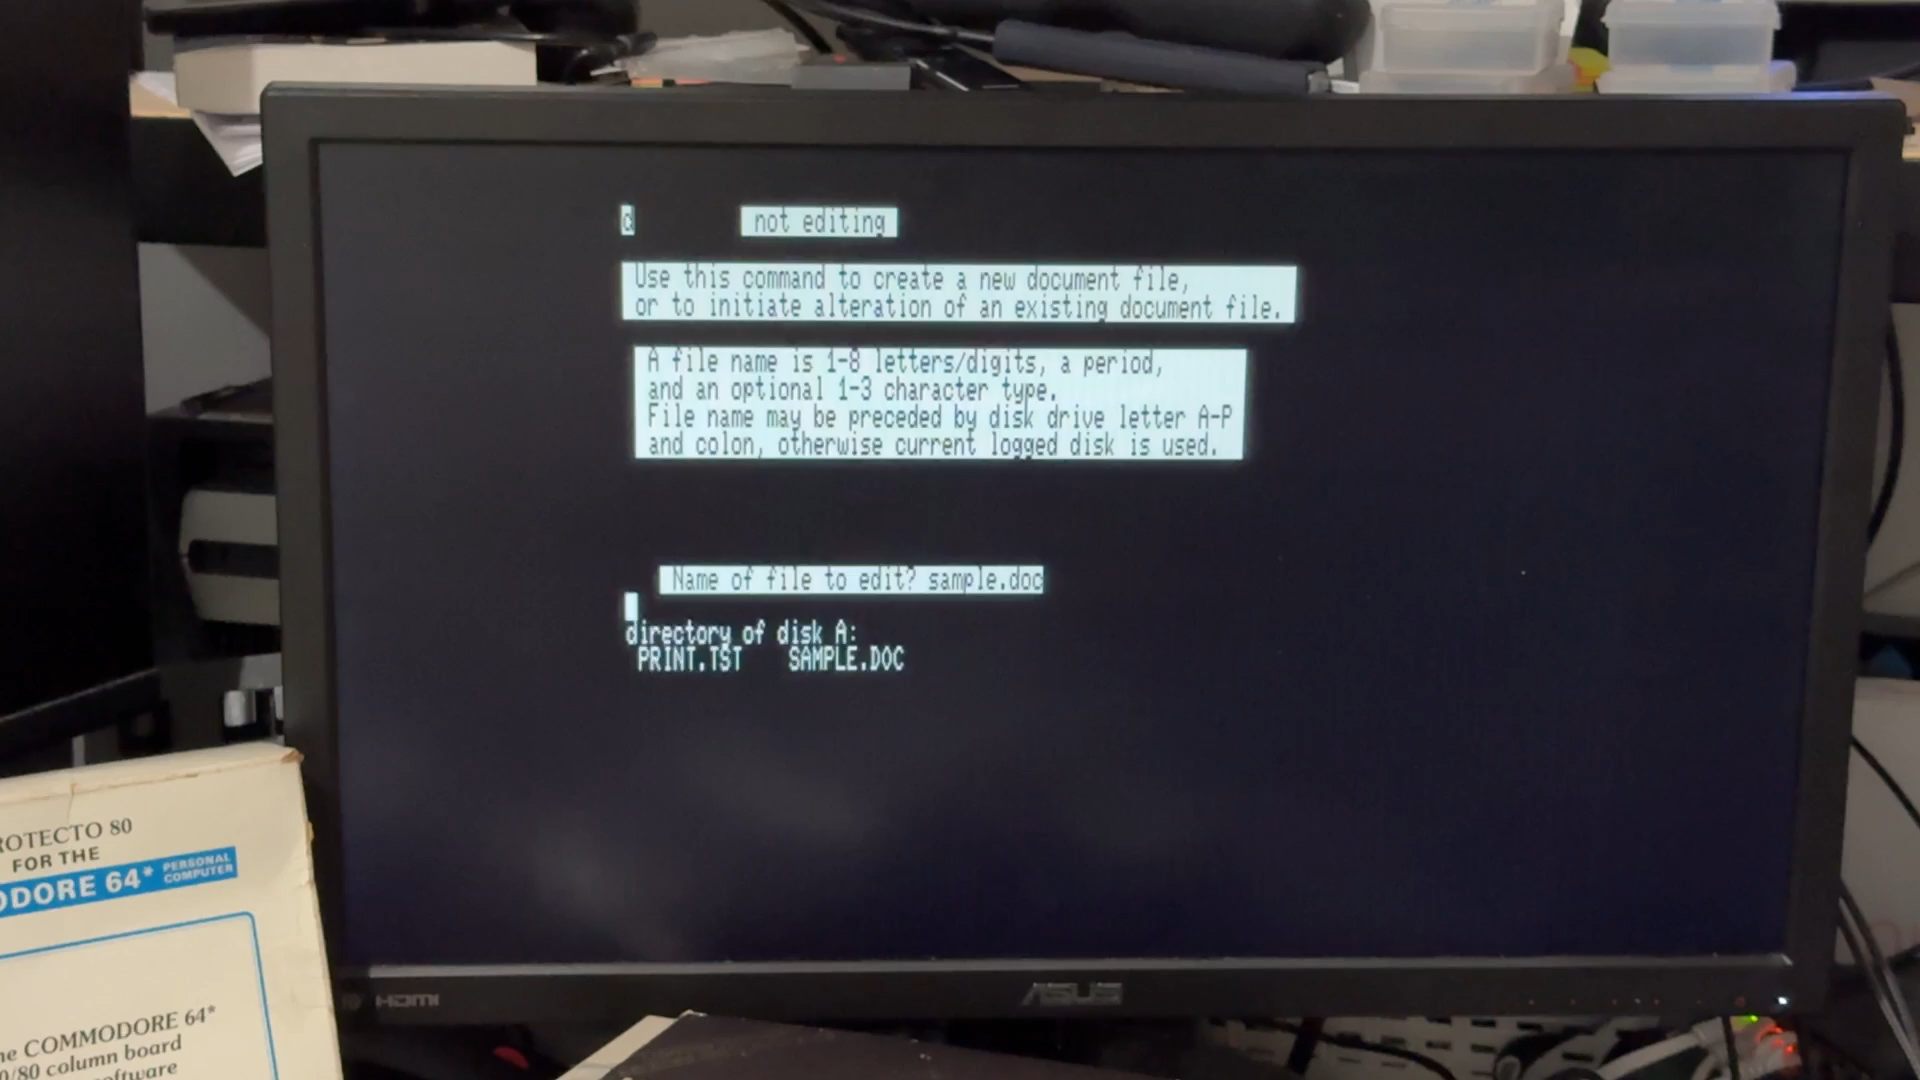 d not editing
Use this command to create a new document file,
or to initiate alteration of an existing document file.
A file name is 1-8 letters/digits, a period,
and an optional 1-3 character type.
File name may be preceded by disk drive letter A-P
and colon, otherwise current logged disk is used.
Name of file to edit? sample.doc
directory of disk A:
PRINT.TST SAMPLE.DOC
HDMI
ASUS
ROTECTO 80
FOR THE
ODORE 64* PERSONAL
COMPUTER
he COMMODORE 64*
0/80 column board
oftware